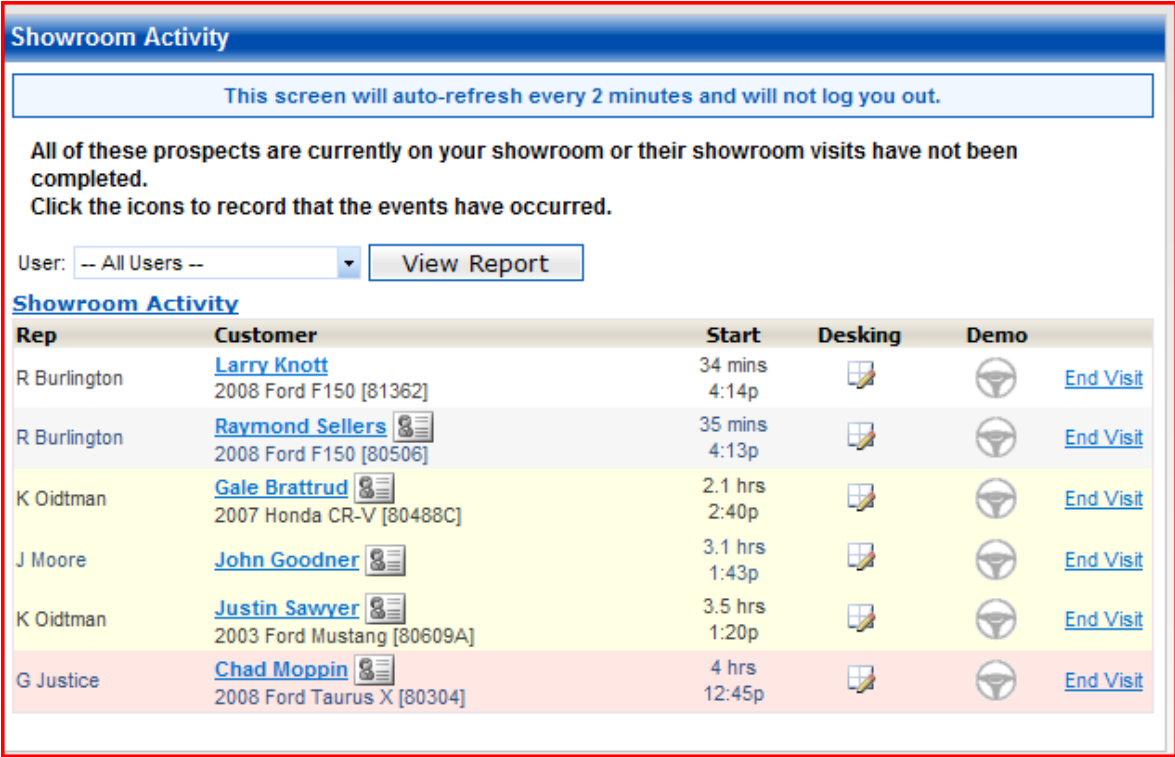 Showroom Activity
This screen will auto-refresh every 2 minutes and will not log you out.
All of these prospects are currently on your showroom or their showroom visits have not been
completed.
Click the icons to record that the events have occurred.
User: -- All Users -- View Report
Showroom Activity
Rep Customer Start Desking Demo
R Burlington Larry Knott 34 mins End Visit
2008 Ford F150 [81362] 4:14p
R Burlington Raymond Sellers 35 mins End Visit
2008 Ford F150 [80506] 4:13p
K Oidtman Gale Brattrud 2.1 hrs End Visit
2007 Honda CR-V [80488C] 2:40p
J Moore John Goodner 3.1 hrs End Visit
1:43p
K Oidtman Justin Sawyer 3.5 hrs End Visit
2003 Ford Mustang [80609A] 1:20p
G Justice Chad Moppin 4 hrs End Visit
2008 Ford Taurus X [80304] 12:45p